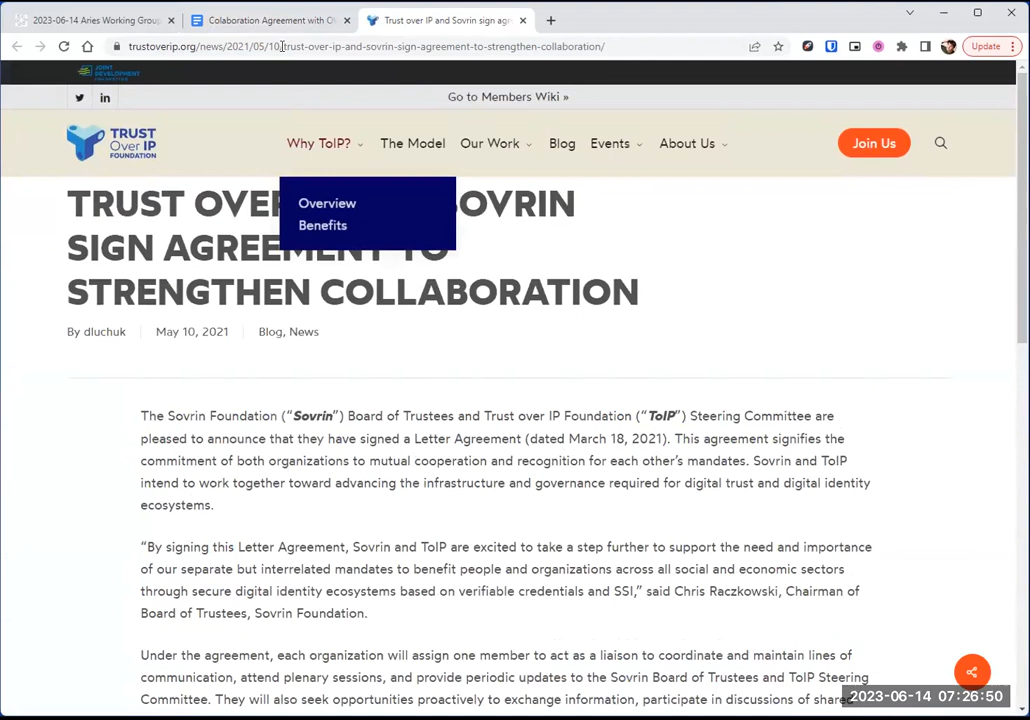 2023-06-14 Aries Working Group
Colaboration Agreement with O
Trust over IP and Sovrin sign agre
trustoverip.org/news/2021/05/10/trust-over-ip-and-sovrin-sign-agreement-to-strengthen-collaboration/
Update
JOINT
DEVELOPMENT
FOUNDATION
Go to Members Wiki »
TRUST
Over IP
FOUNDATION
Why ToIP?
The Model
Our Work
Blog
Events
About Us
Join Us
Overview
Benefits
TRUST OVER SOVRIN
SIGN AGREEMENT TO
STRENGTHEN COLLABORATION
By dluchuk
May 10, 2021
Blog, News
The Sovrin Foundation (“Sovrin”) Board of Trustees and Trust over IP Foundation (“ToIP”) Steering Committee are
pleased to announce that they have signed a Letter Agreement (dated March 18, 2021). This agreement signifies the
commitment of both organizations to mutual cooperation and recognition for each other’s mandates. Sovrin and ToIP
intend to work together toward advancing the infrastructure and governance required for digital trust and digital identity
ecosystems.
“By signing this Letter Agreement, Sovrin and ToIP are excited to take a step further to support the need and importance
of our separate but interrelated mandates to benefit people and organizations across all social and economic sectors
through secure digital identity ecosystems based on verifiable credentials and SSI,” said Chris Raczkowski, Chairman of
Board of Trustees, Sovrin Foundation.
Under the agreement, each organization will assign one member to act as a liaison to coordinate and maintain lines of
communication, attend plenary sessions, and provide periodic updates to the Sovrin Board of Trustees and ToIP Steering
Committee. They will also seek opportunities proactively to exchange information, participate in discussions of shared
2023-06-14 07:26:50